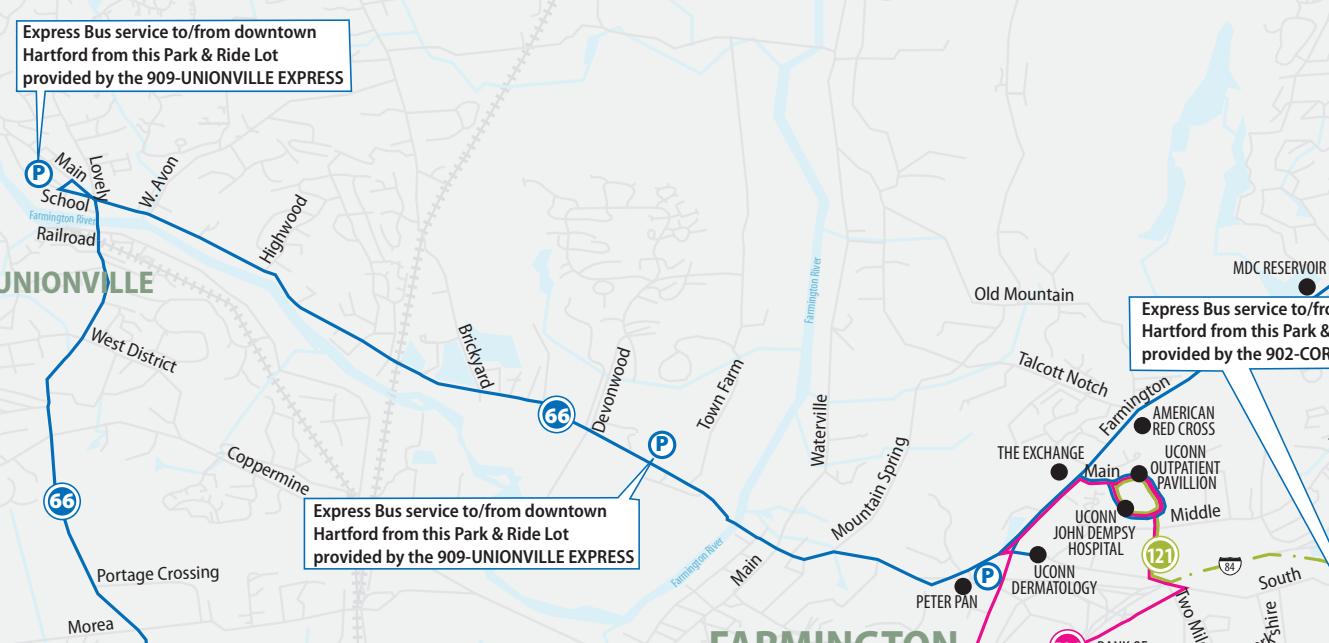 Express Bus service to/from downtown
Hartford from this Park & Ride Lot
provided by the 909-UNIONVILLE EXPRESS
P
Main
Lovely
W. Avon
School
Farmington River
Railroad
Highwood
UNIONVILLE
West District
Brickyard
Devonwood
Town Farm
66
P
Farmington River
Waterville
Old Mountain
MDC RESERVOIR
Express Bus service to/fro
Hartford from this Park &
provided by the 902-COR
Talcott Notch
Farmington
AMERICAN
RED CROSS
THE EXCHANGE
Main
UCONN
OUTPATIENT
PAVILION
Mountain Spring
Coppermine
66
Express Bus service to/from downtown
Hartford from this Park & Ride Lot
provided by the 909-UNIONVILLE EXPRESS
UCONN
JOHN DEMPSY
HOSPITAL
Middle
121
84
South
Farmington River
Main
Portage Crossing
P
UCONN
DERMATOLOGY
PETER PAN
Two Mil
shire
Morea
FARMINGTON